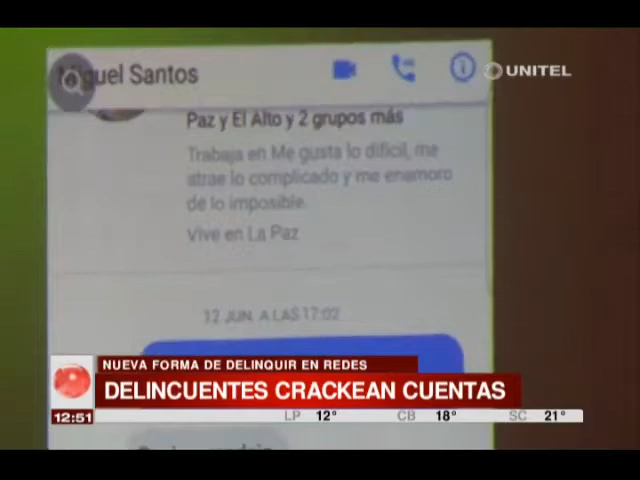 Miguel Santos
UNITEL
Paz y El Alto y 2 grupos más
Trabaja en Me gusta lo dificil, me
atrae lo complicado y me enamoro
de lo imposible.
Vive en La Paz
12 JUN. A LAS 17:02
NUEVA FORMA DE DELINQUIR EN REDES
DELINCUENTES CRACKEAN CUENTAS
12:51 LP 12° CB 18° SC 21°